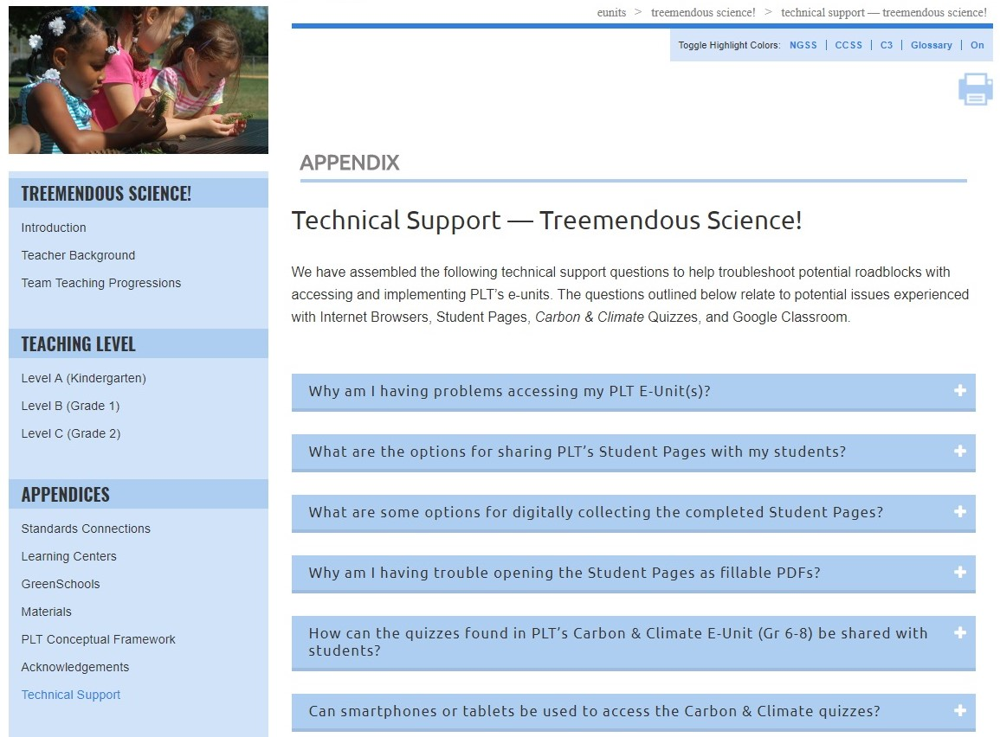 eunits > treemendous science! > technical support — treemendous science!
Toggle Highlight Colors: NGSS | CCSS | C3 | Glossary | On
TREEMENDOUS SCIENCE!
Introduction
Teacher Background
Team Teaching Progressions
TEACHING LEVEL
Level A (Kindergarten)
Level B (Grade 1)
Level C (Grade 2)
APPENDICES
Standards Connections
Learning Centers
GreenSchools
Materials
PLT Conceptual Framework
Acknowledgements
Technical Support
APPENDIX
Technical Support — Treemendous Science!
We have assembled the following technical support questions to help troubleshoot potential roadblocks with
accessing and implementing PLT’s e-units. The questions outlined below relate to potential issues experienced
with Internet Browsers, Student Pages, Carbon & Climate Quizzes, and Google Classroom.
Why am I having problems accessing my PLT E-Unit(s)?
What are the options for sharing PLT’s Student Pages with my students?
What are some options for digitally collecting the completed Student Pages?
Why am I having trouble opening the Student Pages as fillable PDFs?
How can the quizzes found in PLT’s Carbon & Climate E-Unit (Gr 6-8) be shared with
students?
Can smartphones or tablets be used to access the Carbon & Climate quizzes?